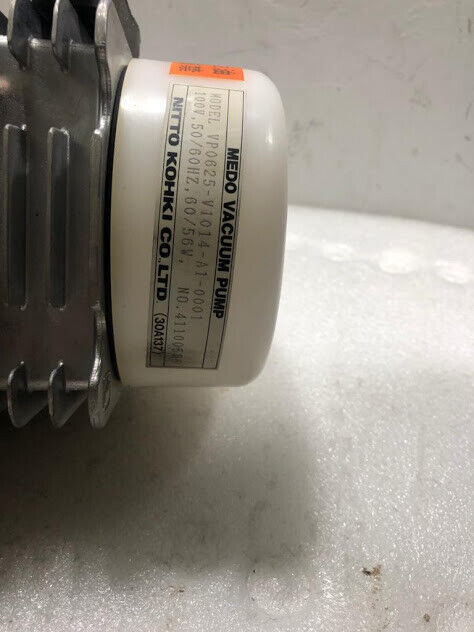 MEDO VACUUM PUMP
MODEL VP0625-V1014-A1-0001
100V, 50/60HZ, 60/56W, NO.
NITTO KOHKI CO.,LTD (30A137)